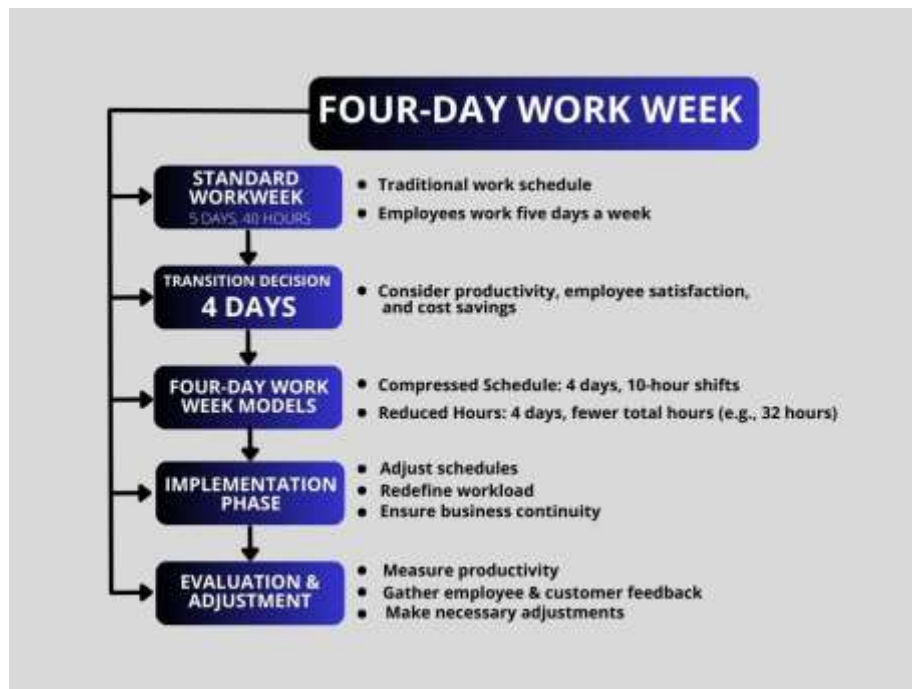 FOUR-DAY WORK WEEK
STANDARD
WORKWEEK
5 DAYS, 40 HOURS
• Traditional work schedule
• Employees work five days a week
TRANSITION DECISION
4 DAYS
• Consider productivity, employee satisfaction,
and cost savings
FOUR-DAY WORK
WEEK MODELS
• Compressed Schedule: 4 days, 10-hour shifts
• Reduced Hours: 4 days, fewer total hours (e.g., 32 hours)
IMPLEMENTATION
PHASE
• Adjust schedules
• Redefine workload
• Ensure business continuity
EVALUATION &
ADJUSTMENT
• Measure productivity
• Gather employee & customer feedback
• Make necessary adjustments